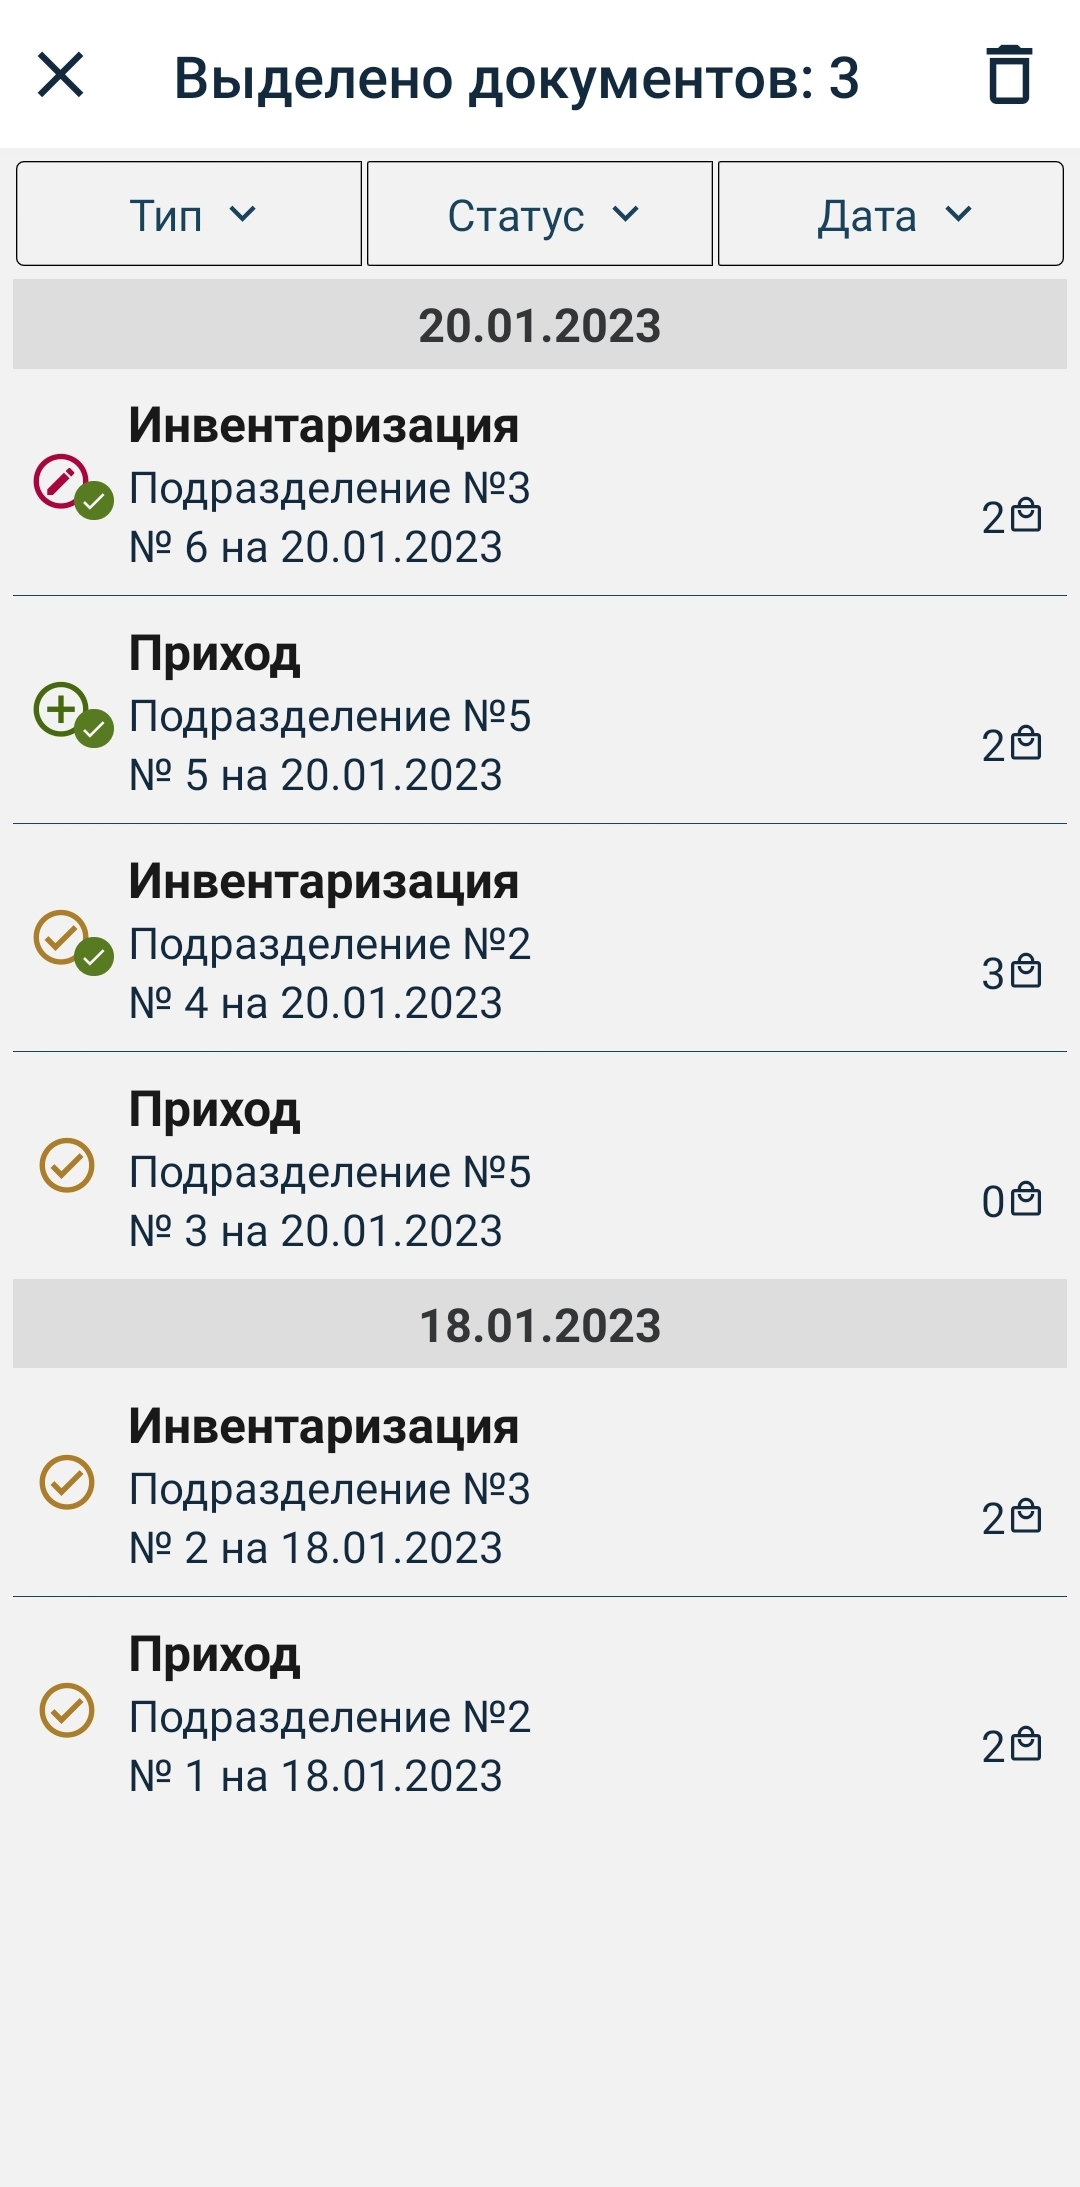 Выделено документов: 3
Тип
Статус
Дата
20.01.2023
Инвентаризация
Подразделение №3
№ 6 на 20.01.2023
2
Приход
Подразделение №5
№ 5 на 20.01.2023
2
Инвентаризация
Подразделение №2
№ 4 на 20.01.2023
3
Приход
Подразделение №5
№ 3 на 20.01.2023
0
18.01.2023
Инвентаризация
Подразделение №3
№ 2 на 18.01.2023
2
Приход
Подразделение №2
№ 1 на 18.01.2023
2